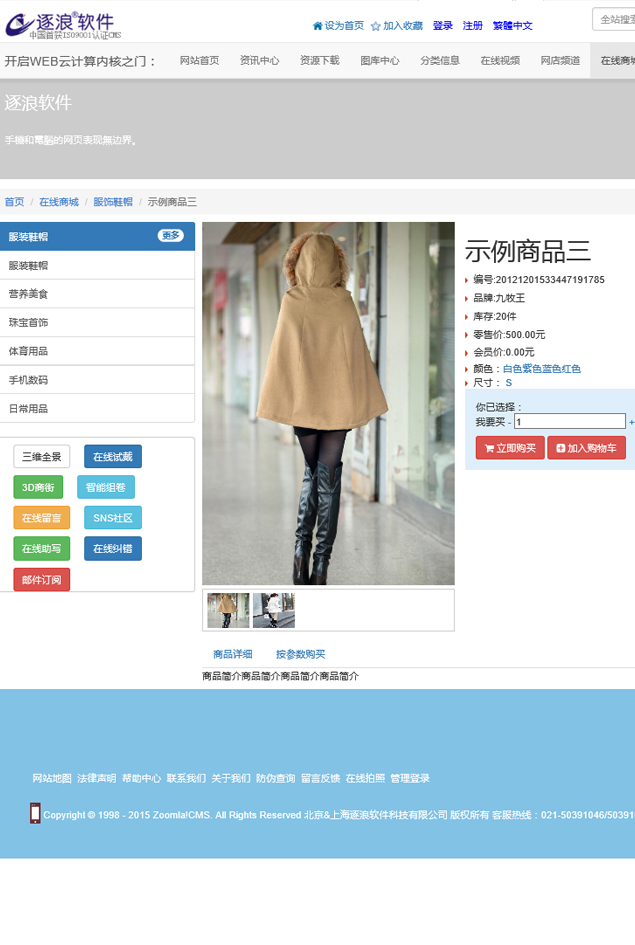 逐浪®软件
中国首获ISO9001认证CMS
设为首页 加入收藏 登录 注册 繁體中文
开启WEB云计算内核之门：
网站首页 资讯中心 资源下载 图库中心 分类信息 在线视频 网店频道 在线商城
逐浪软件
手機和電腦的网页表现無边界。
首页 / 在线商城 / 服饰鞋帽 / 示例商品三
服装鞋帽 更多
服装鞋帽
营养美食
珠宝首饰
体育用品
手机数码
日常用品
三维全景 在线试戴
3D商街 智能组卷
在线留言 SNS社区
在线助写 在线纠错
邮件订阅
示例商品三
编号:20121201533447191785
品牌:九牧王
库存:20件
零售价:500.00元
会员价:0.00元
颜色：白色紫色蓝色红色
尺寸： S
你已选择：
我要买 - 1 +
立即购买 加入购物车
商品详细 按参数购买
商品简介商品简介商品简介商品简介
网站地图 法律声明 帮助中心 联系我们 关于我们 防伪查询 留言反馈 在线拍照 管理登录
Copyright © 1998 - 2015 Zoomla!CMS. All Rights Reserved 北京&上海逐浪软件科技有限公司 版权所有 客服热线：021-50391046/50391